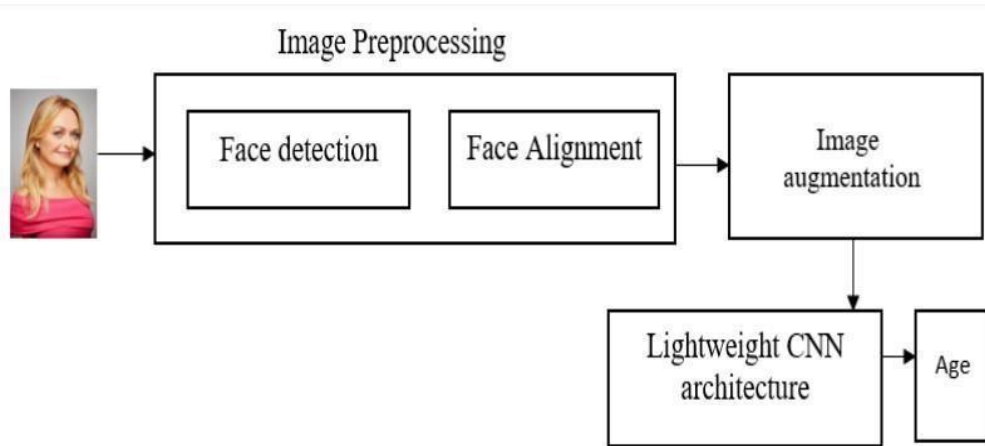 Image Preprocessing
Face detection
Face Alignment
Image
augmentation
Lightweight CNN
architecture
Age